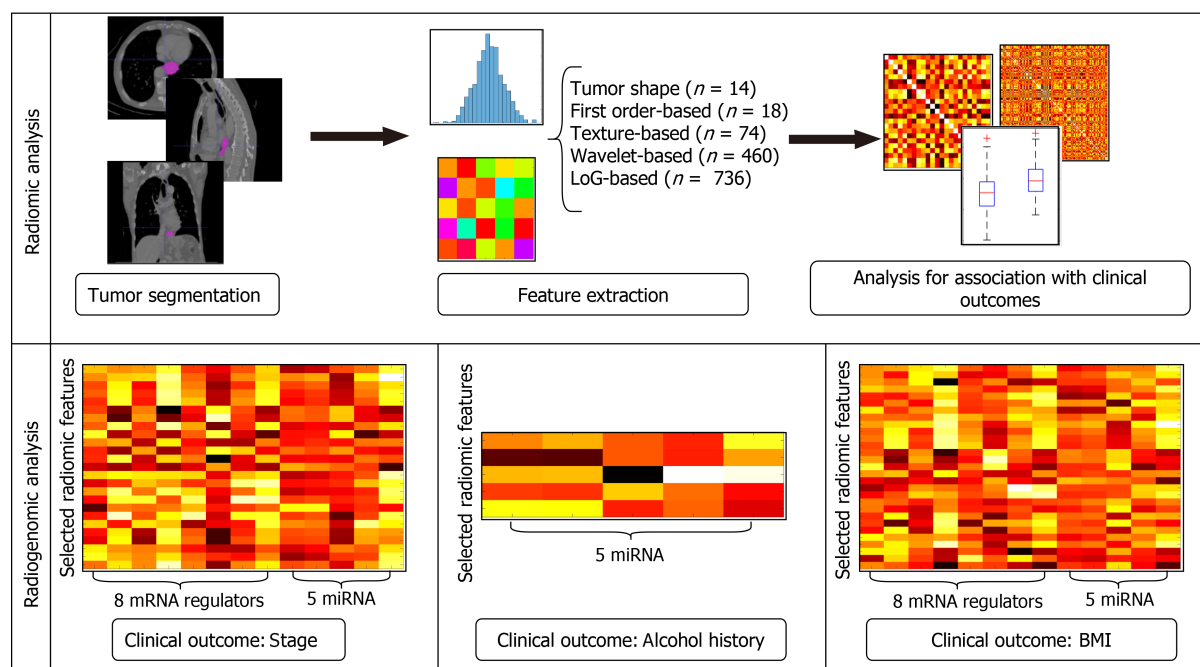 Radiomic analysis
Tumor shape (n = 14)
First order-based (n = 18)
Texture-based (n = 74)
Wavelet-based (n = 460)
LoG-based (n = 736)
Tumor segmentation
Feature extraction
Analysis for association with clinical
outcomes
Radiogenomic analysis
Selected radiomic features
8 mRNA regulators
5 miRNA
Clinical outcome: Stage
Selected radiomic features
5 miRNA
Clinical outcome: Alcohol history
Selected radiomic features
8 mRNA regulators
5 miRNA
Clinical outcome: BMI